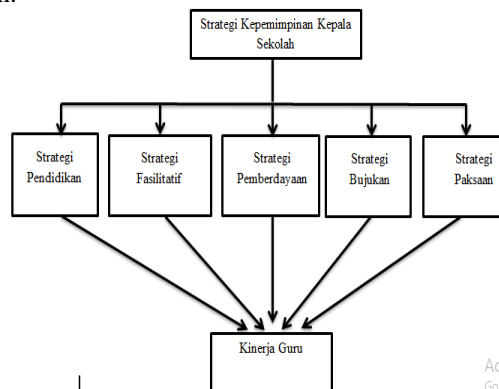 Strategi Kepemimpinan Kepala
Sekolah
Strategi
Pendidikan
Strategi
Fasilitatif
Strategi
Pemberdayaan
Strategi
Bujukan
Strategi
Paksaan
Kinerja Guru